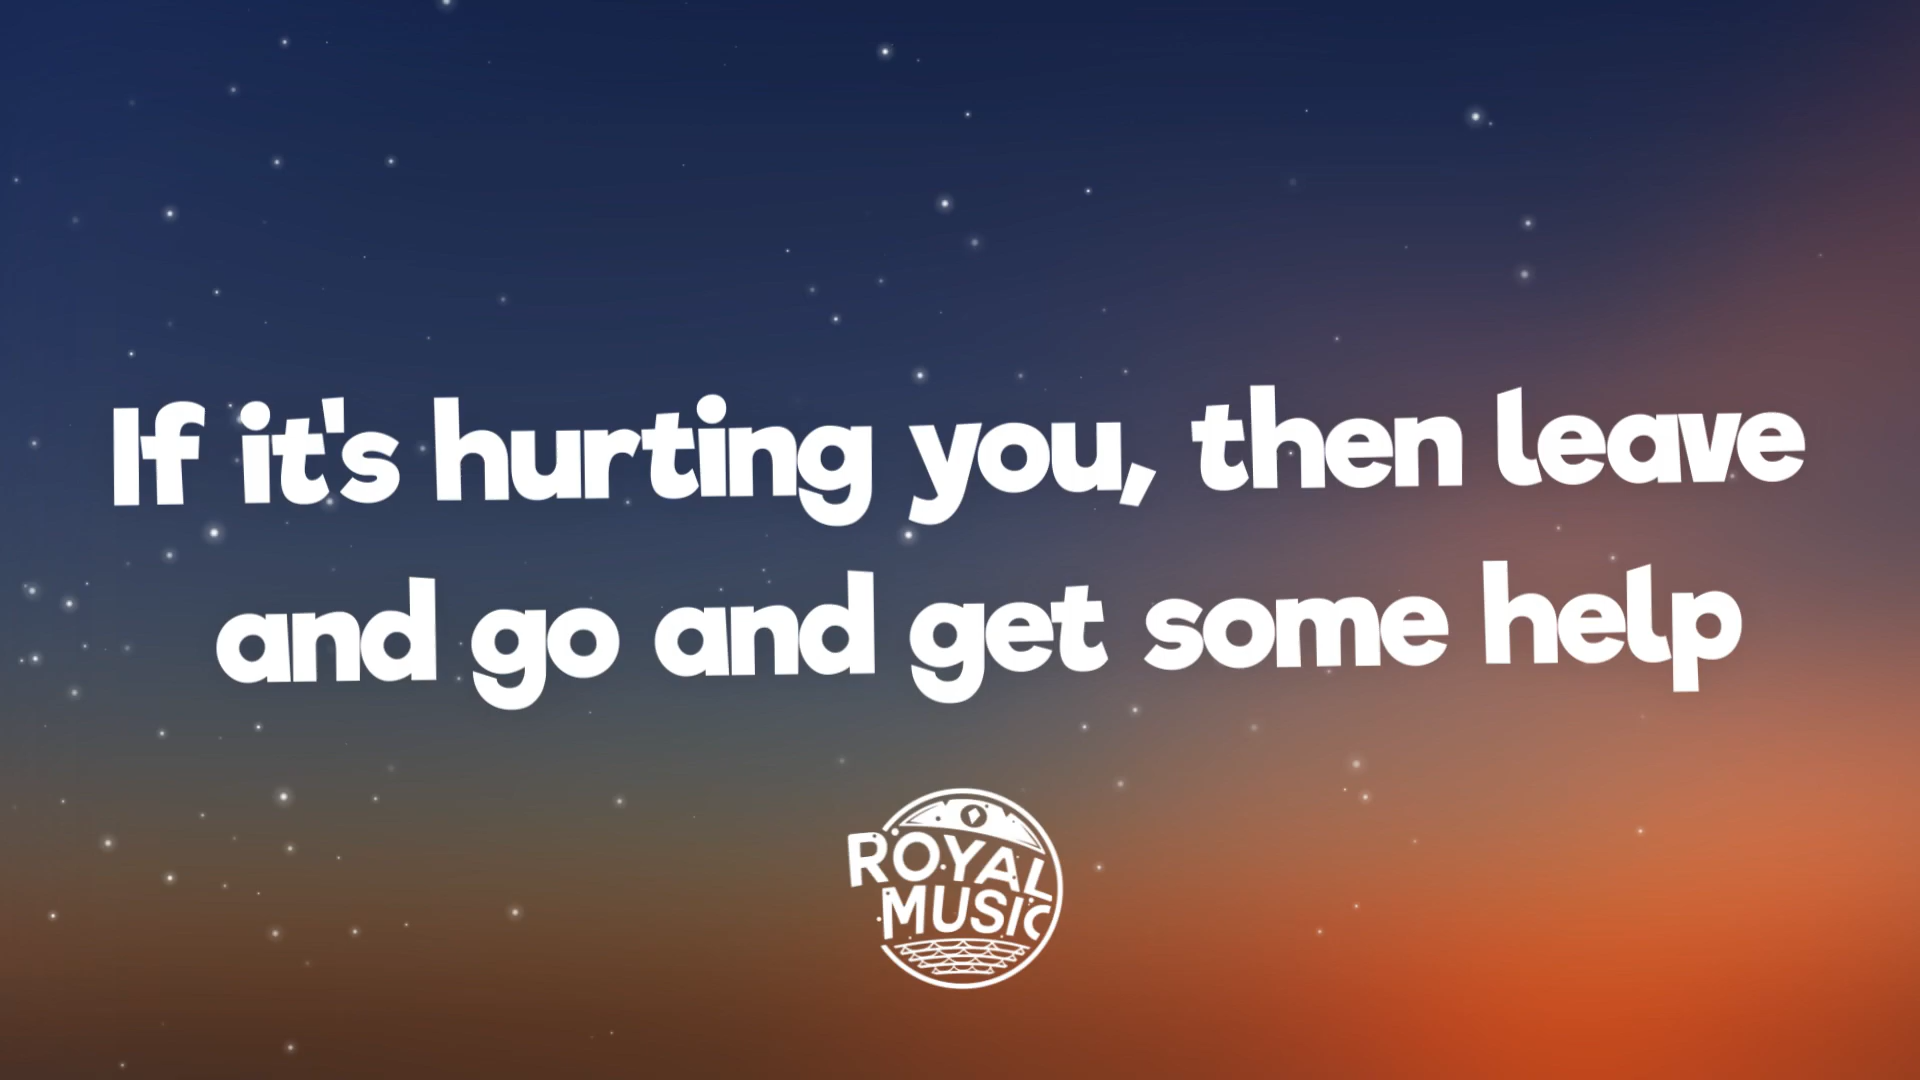 If it's hurting you, then leave
and go and get some help
ROYAL
MUSIC